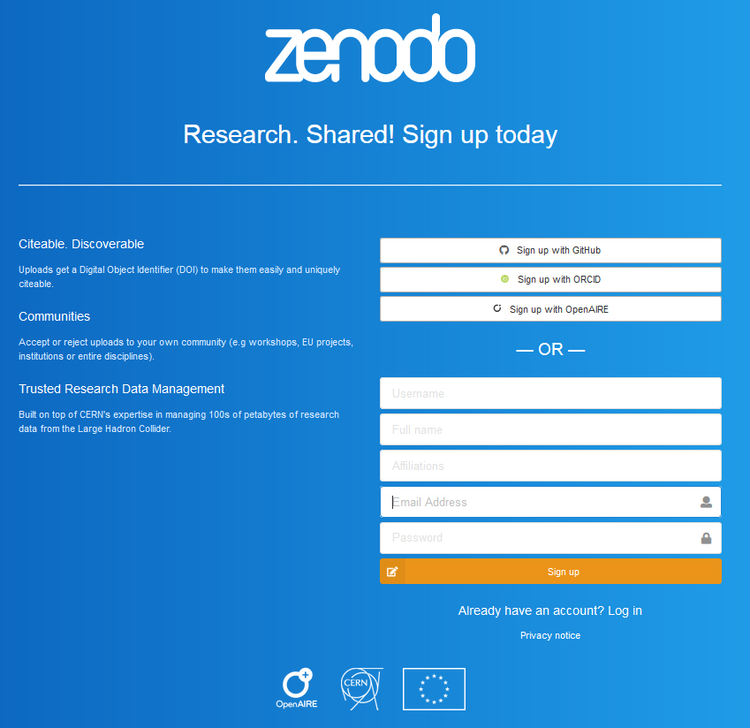 zenodo
Research. Shared! Sign up today
Citeable. Discoverable
Uploads get a Digital Object Identifier (DOI) to make them easily and uniquely
citeable.
Communities
Accept or reject uploads to your own community (e.g workshops, EU projects,
institutions or entire disciplines).
Trusted Research Data Management
Built on top of CERN's expertise in managing 100s of petabytes of research
data from the Large Hadron Collider.
Sign up with GitHub
Sign up with ORCID
Sign up with OpenAIRE
— OR —
Username
Full name
Affiliations
Email Address
Password
Sign up
Already have an account? Log in
Privacy notice
OpenAIRE
CERN